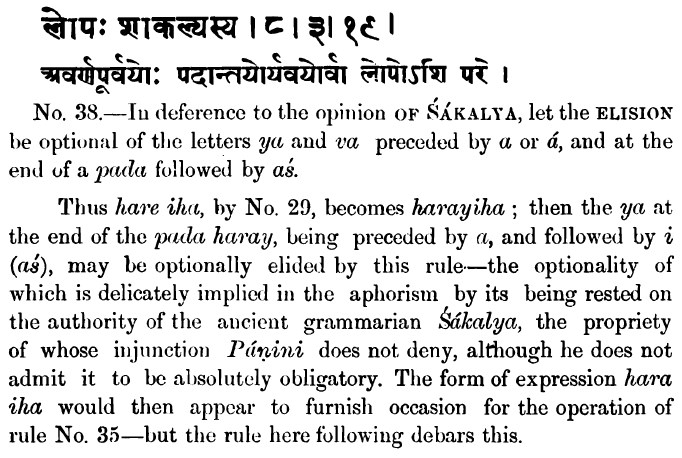 लोपः शाकल्यस्य । ८ । ३ । १९ ।
अवर्णपूर्वयोः पदान्तयोर्यवयोर्वा लोपोऽशि परे ।
No. 38.—In deference to the opinion OF ŚÁKALYA, let the ELISION
be optional of the letters ya and va preceded by a or á, and at the
end of a pada followed by aś.
Thus hare iha, by No. 29, becomes harayiha ; then the ya at
the end of the pada haray, being preceded by a, and followed by i
(aś), may be optionally elided by this rule—the optionality of
which is delicately implied in the aphorism by its being rested on
the authority of the ancient grammarian Śákalya, the propriety
of whose injunction Páṇini does not deny, although he does not
admit it to be absolutely obligatory. The form of expression hara
iha would then appear to furnish occasion for the operation of
rule No. 35—but the rule here following debars this.